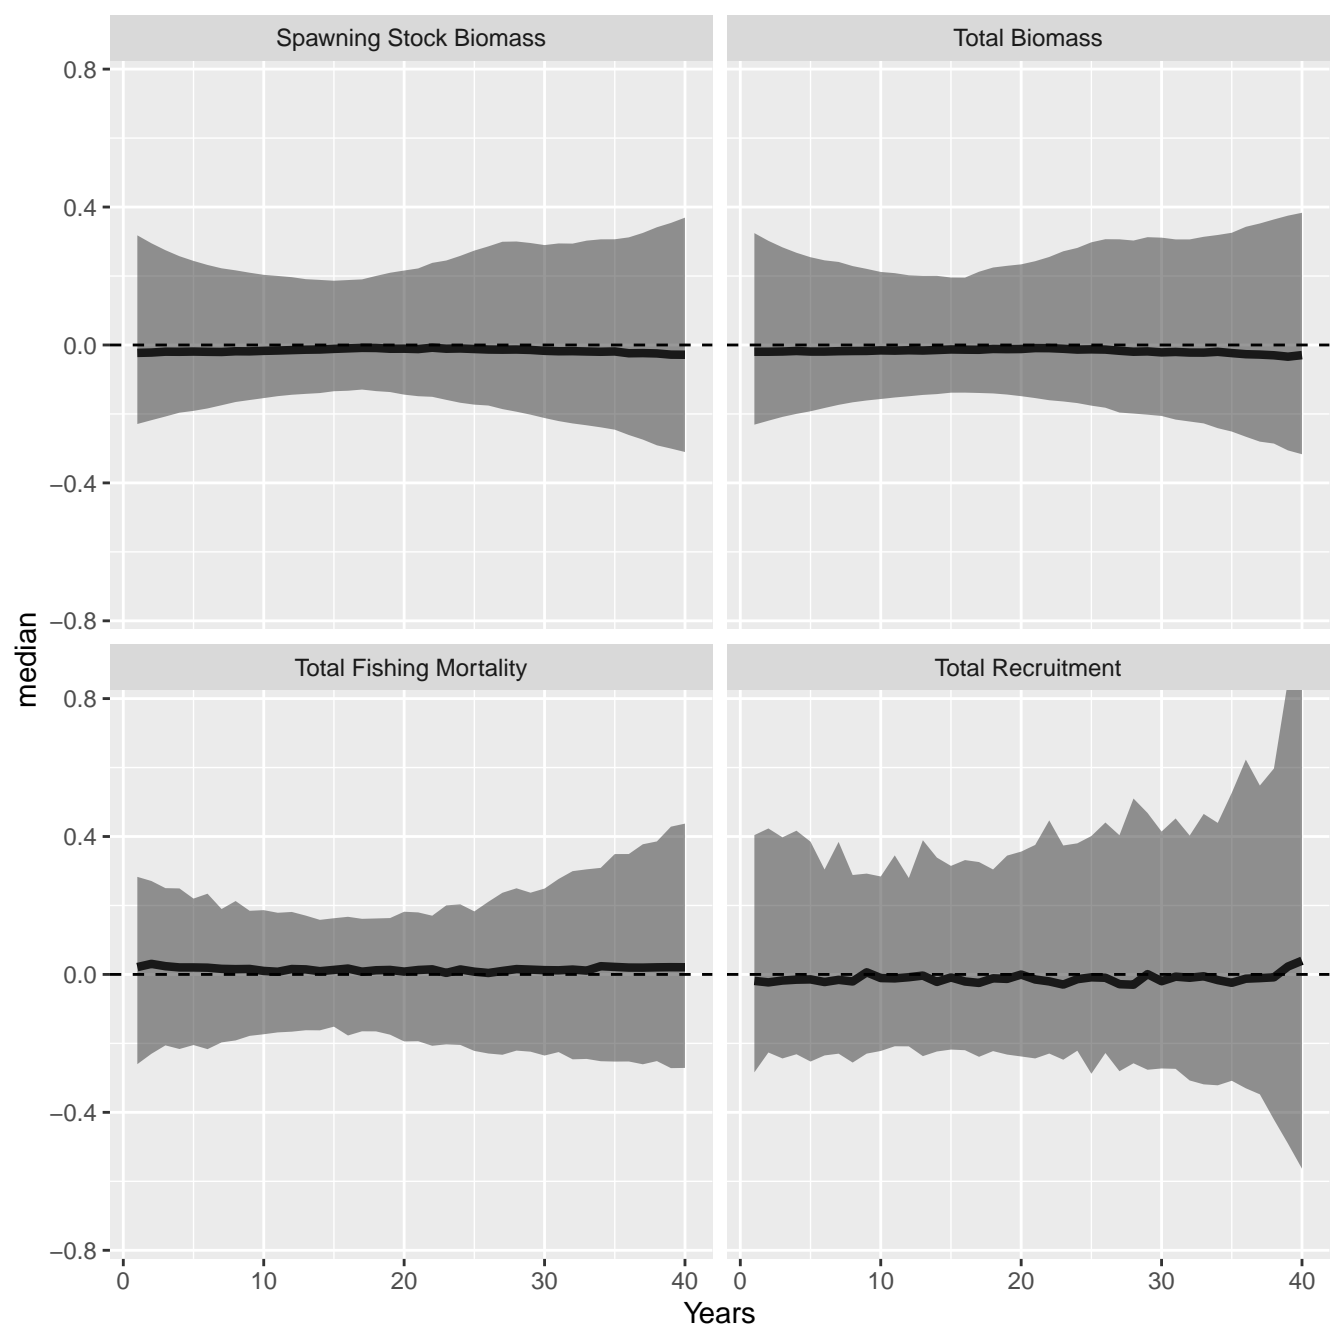 Spawning Stock Biomass
Total Biomass
0.8
0.4
0.0
−0.4
−0.8
Total Fishing Mortality
Total Recruitment
0.8
0.4
0.0
−0.4
−0.8
0 10 20 30 40
0 10 20 30 40
Years
median